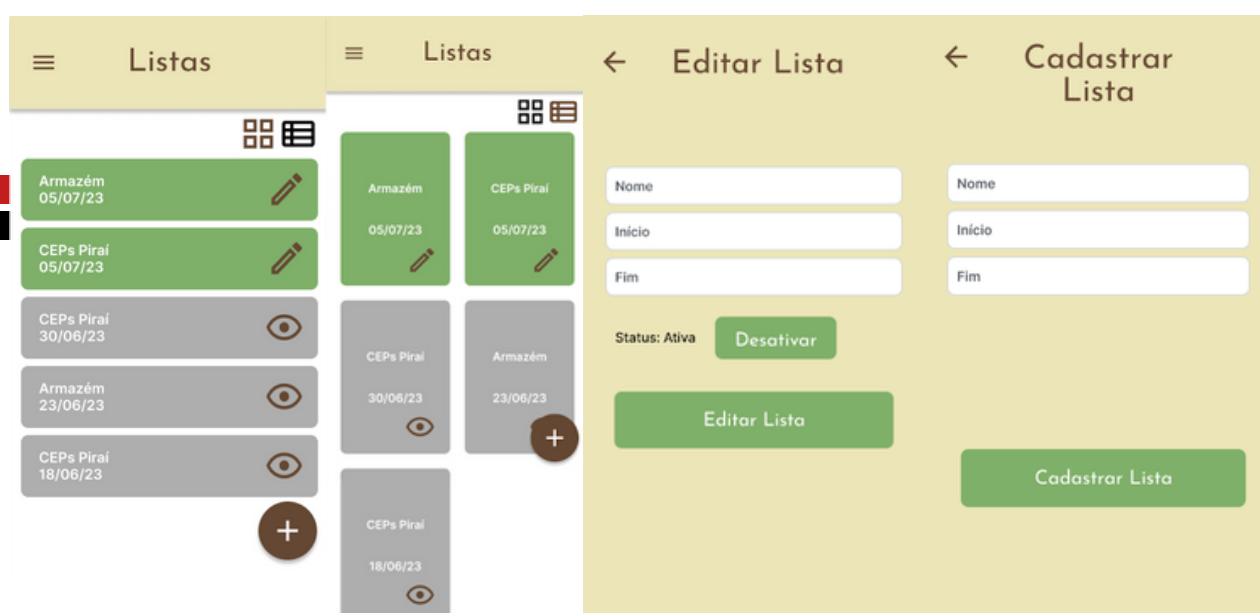 Listas
Armazém
05/07/23
CEPs Piraí
05/07/23
CEPs Piraí
30/06/23
Armazém
23/06/23
CEPs Piraí
18/06/23
+
Listas
Armazém
05/07/23
CEPs Piraí
05/07/23
CEPs Piraí
30/06/23
Armazém
23/06/23
+
CEPs Piraí
18/06/23
Editar Lista
Nome
Início
Fim
Status: Ativa
Desativar
Editar Lista
Cadastrar
Lista
Nome
Início
Fim
Cadastrar Lista